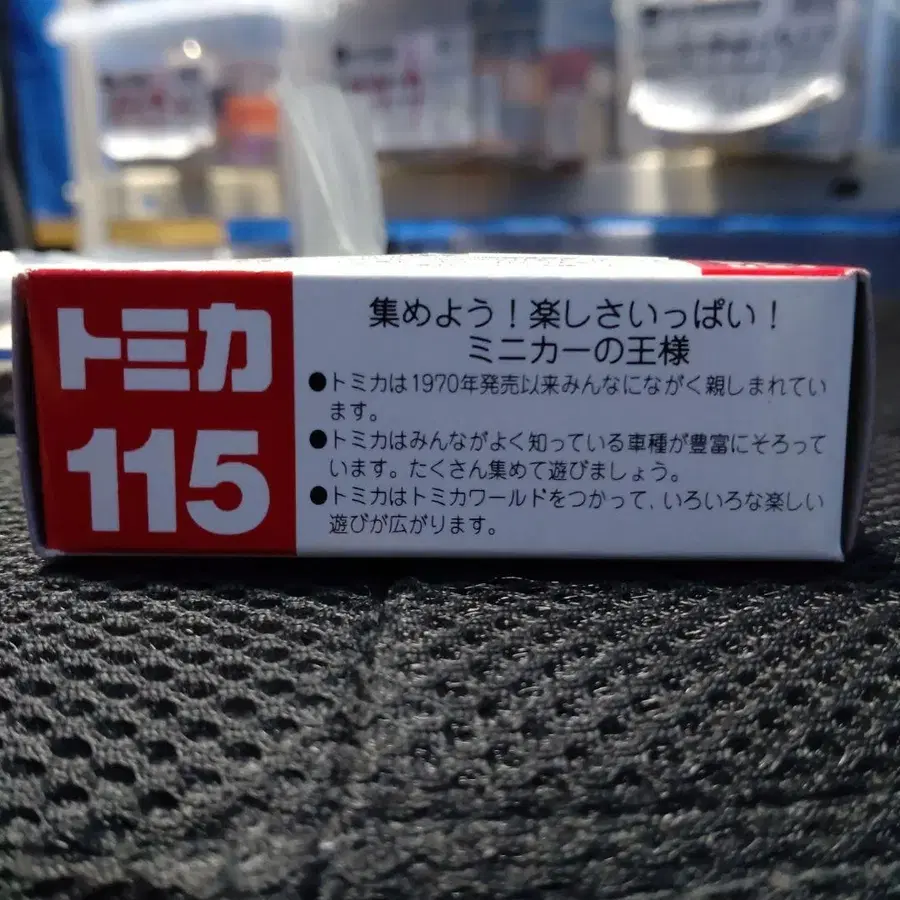 トミカ
115
集めよう！楽しさいっぱい！
ミニカーの王様
●トミカは1970年発売以来みんなにながく親しまれてい
ます。
●トミカはみんながよく知っている車種が豊富にそろって
います。たくさん集めて遊びましょう。
●トミカはトミカワールドをつかって、いろいろな楽しい
遊びが広がります。